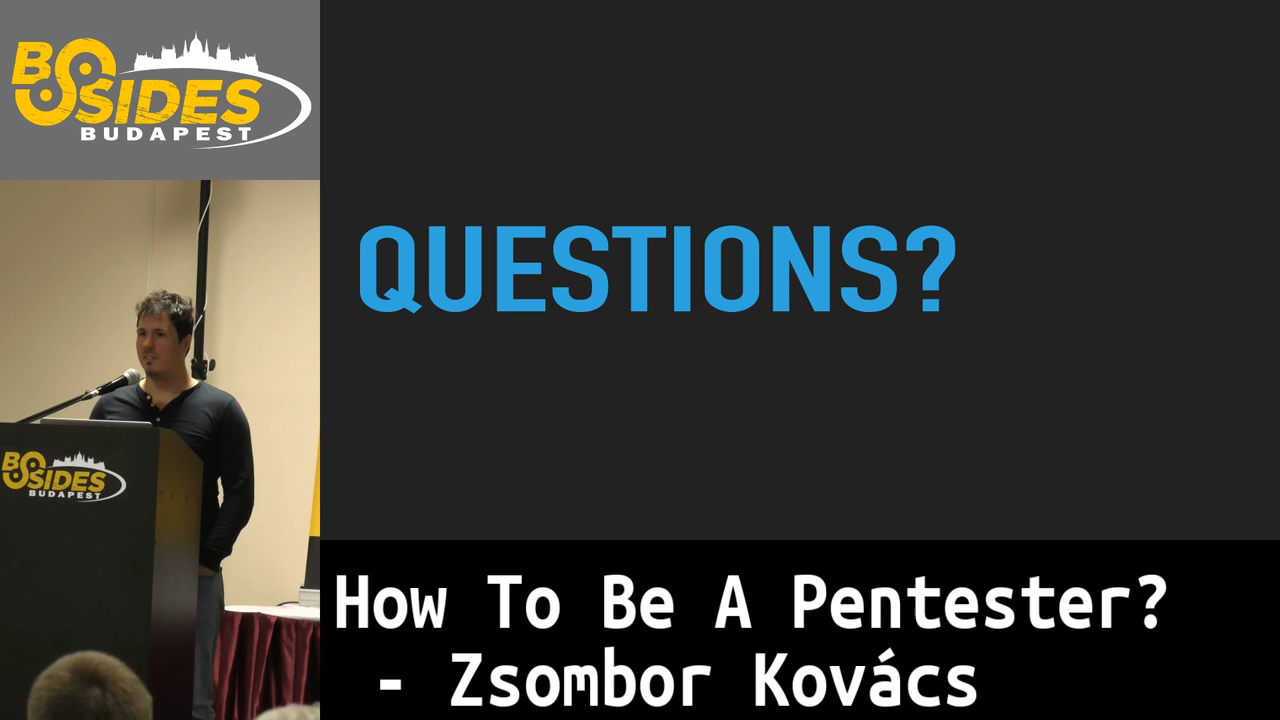 BSIDES
BUDAPEST
QUESTIONS?
BSIDES
BUDAPEST
How To Be A Pentester?
- Zsombor Kovács